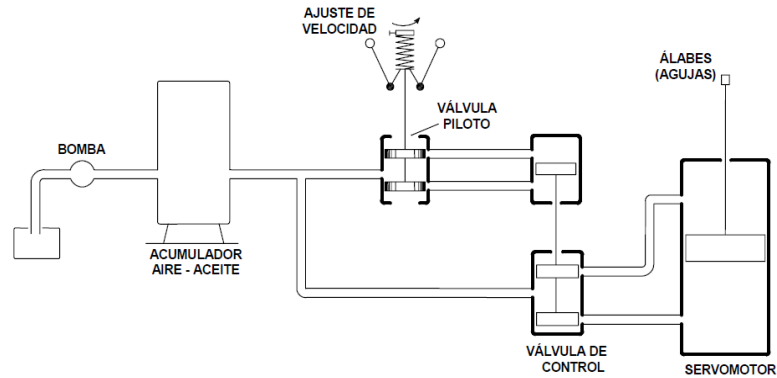 AJUSTE DE
VELOCIDAD
ÁLABES
(AGUJAS)
VÁLVULA
PILOTO
BOMBA
ACUMULADOR
AIRE - ACEITE
VÁLVULA DE
CONTROL
SERVOMOTOR